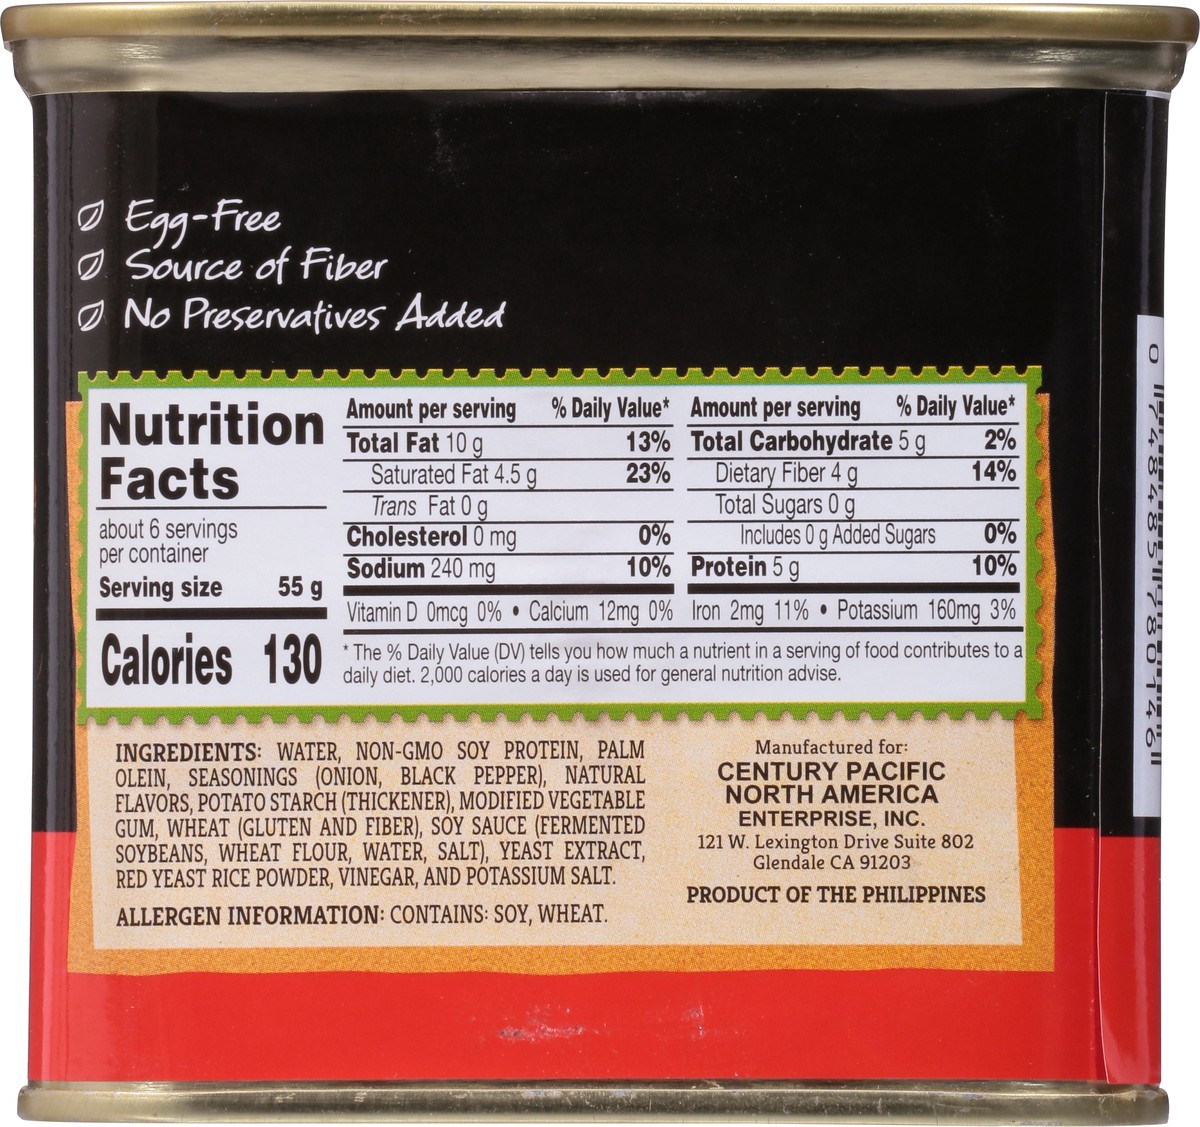 Egg-Free
Source of Fiber
No Preservatives Added
Nutrition
Facts
about 6 servings
per container
Serving size 55 g
Calories 130
Amount per serving % Daily Value*
Total Fat 10 g 13%
Saturated Fat 4.5 g 23%
Trans Fat 0 g
Cholesterol 0 mg 0%
Sodium 240 mg 10%
Amount per serving % Daily Value*
Total Carbohydrate 5 g 2%
Dietary Fiber 4 g 14%
Total Sugars 0 g
Includes 0 g Added Sugars 0%
Protein 5 g 10%
Vitamin D 0mcg 0% • Calcium 12mg 0% Iron 2mg 11% • Potassium 160mg 3%
* The % Daily Value (DV) tells you how much a nutrient in a serving of food contributes to a
daily diet. 2,000 calories a day is used for general nutrition advise.
INGREDIENTS: WATER, NON-GMO SOY PROTEIN, PALM
OLEIN, SEASONINGS (ONION, BLACK PEPPER), NATURAL
FLAVORS, POTATO STARCH (THICKENER), MODIFIED VEGETABLE
GUM, WHEAT (GLUTEN AND FIBER), SOY SAUCE (FERMENTED
SOYBEANS, WHEAT FLOUR, WATER, SALT), YEAST EXTRACT,
RED YEAST RICE POWDER, VINEGAR, AND POTASSIUM SALT.
ALLERGEN INFORMATION: CONTAINS: SOY, WHEAT.
Manufactured for:
CENTURY PACIFIC
NORTH AMERICA
ENTERPRISE, INC.
121 W. Lexington Drive Suite 802
Glendale CA 91203
PRODUCT OF THE PHILIPPINES
0 74848578014 6